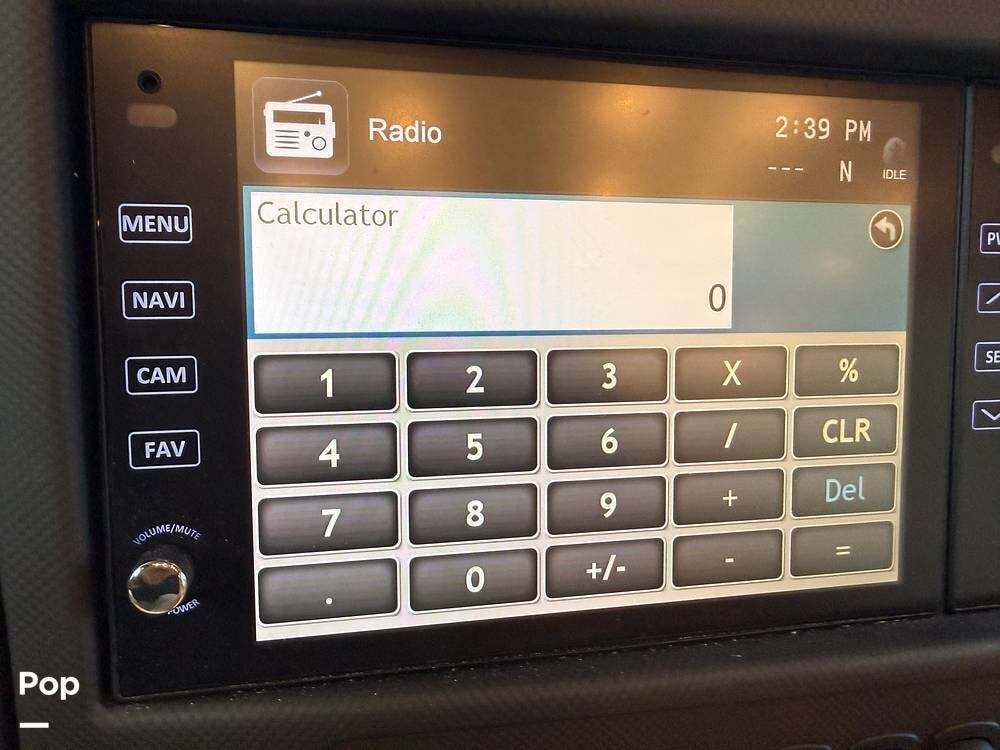 Radio
2:39 PM
--- N IDLE
MENU
NAVI
CAM
FAV
VOLUME/MUTE
POWER
Calculator
0
1 2 3 X %
4 5 6 / CLR
7 8 9 + Del
. 0 +/- - =
Pop